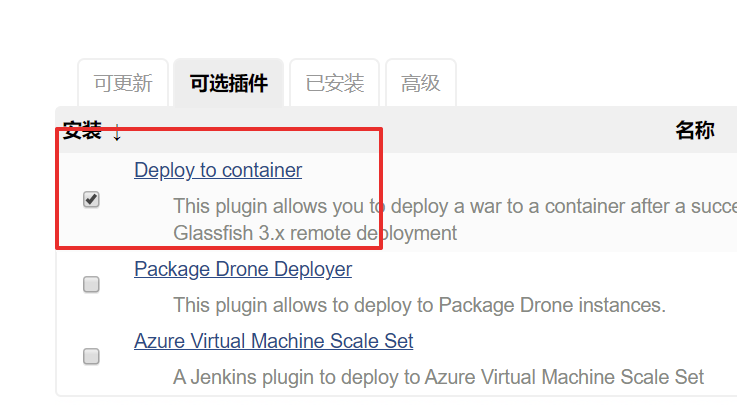 可更新 可选插件 已安装 高级
安装 ↓ 名称
Deploy to container
This plugin allows you to deploy a war to a container after a
Glassfish 3.x remote deployment
Package Drone Deployer
This plugin allows to deploy to Package Drone instances.
Azure Virtual Machine Scale Set
A Jenkins plugin to deploy to Azure Virtual Machine Scale Set